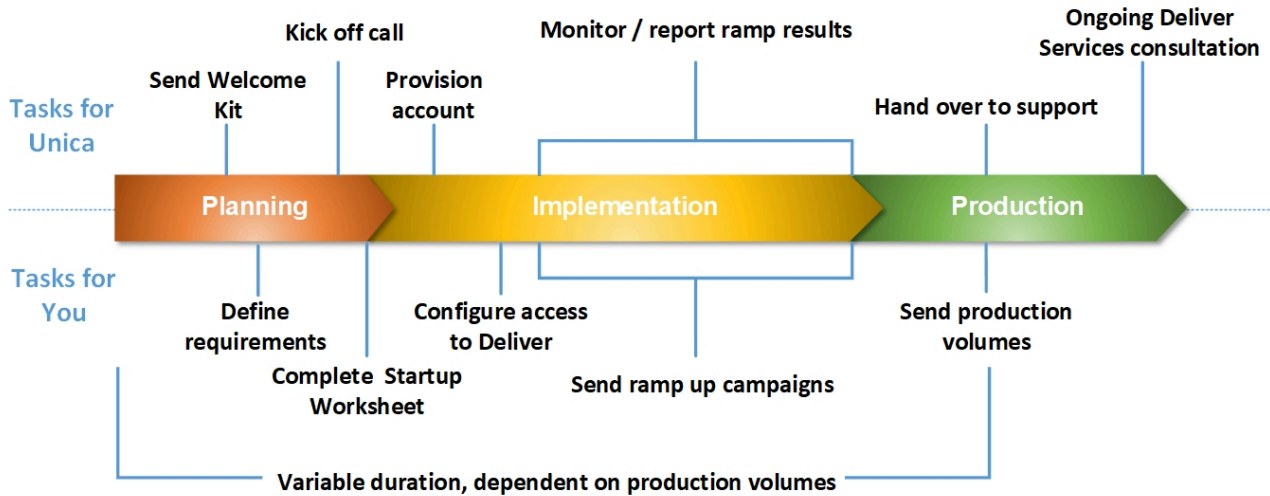 Ongoing Deliver
Services consultation
Kick off call
Monitor / report ramp results
Send Welcome
Kit
Provision
account
Tasks for
Unica
Hand over to support
Planning
Implementation
Production
Tasks for
You
Define
requirements
Configure access
to Deliver
Send production
volumes
Complete Startup
Worksheet
Send ramp up campaigns
Variable duration, dependent on production volumes